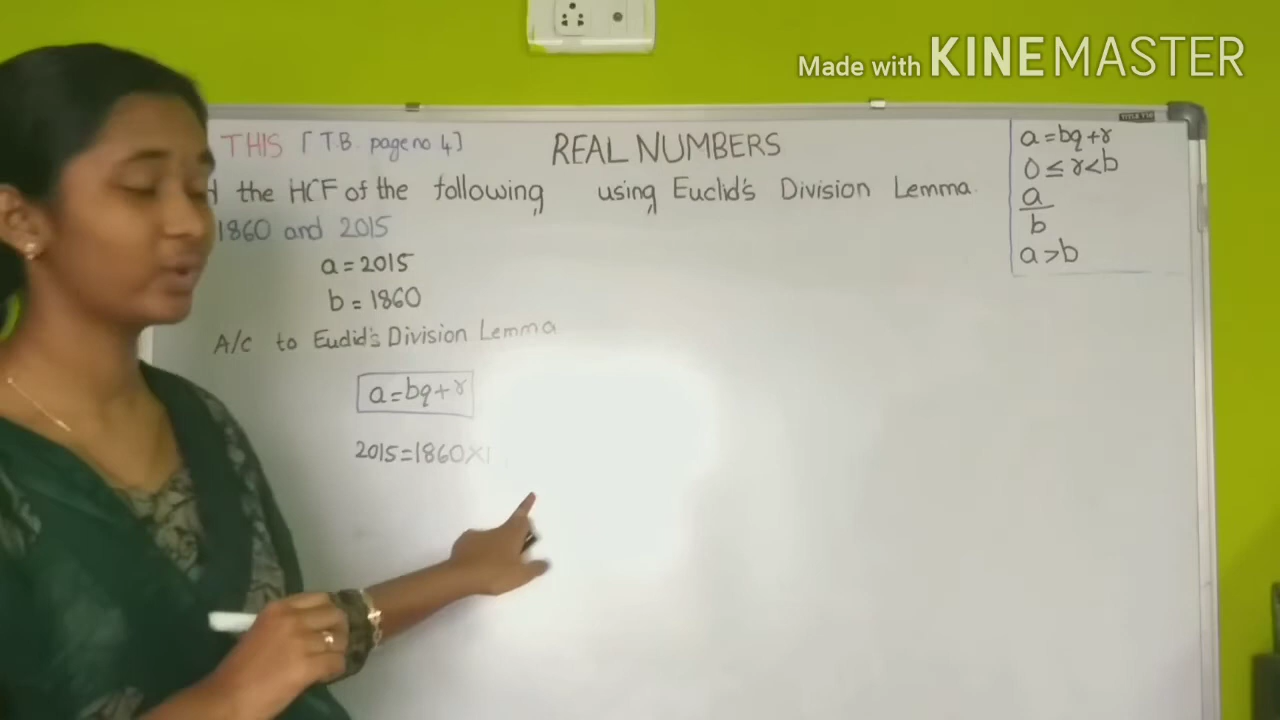 Made with KINEMASTER
THIS [T.B. page no 4]
REAL NUMBERS
the HCF of the following, using Euclid's Division Lemma.
1860 and 2015
a = 2015
b = 1860
A/c to Euclid's Division Lemma
a=bq+r
2015=1860×1
a=bq+r
0≤r<b
a
b
a>b